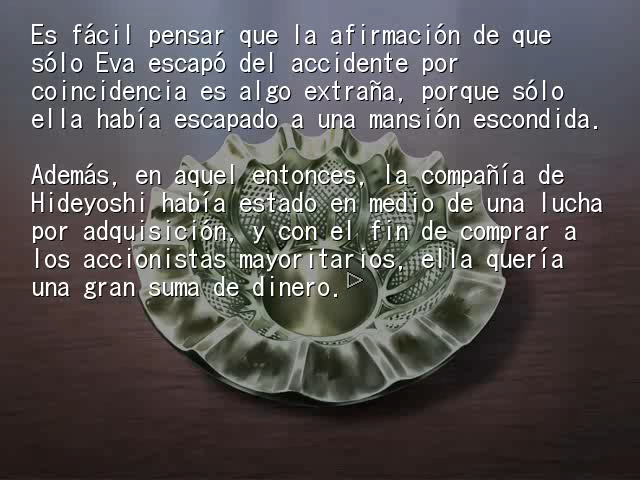 Es fácil pensar que la afirmación de que
sólo Eva escapó del accidente por
coincidencia es algo extraña, porque sólo
ella había escapado a una mansión escondida.
Además, en aquel entonces, la compañía de
Hideyoshi había estado en medio de una lucha
por adquisición, y con el fin de comprar a
los accionistas mayoritarios, ella quería
una gran suma de dinero.